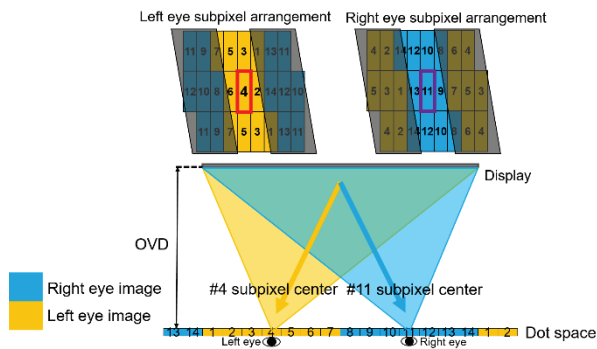 Left eye subpixel arrangement
Right eye subpixel arrangement
11 9 7 5 3 1 13 11
12 10 8 6 4 2 14 12 10
11 9 7 5 3 1 13 11
4 2 14 12 10 8 6 4
5 3 1 13 11 9 7 5 3
4 2 14 12 10 8 6 4
Display
OVD
#4 subpixel center
#11 subpixel center
Right eye image
Left eye image
13 14 1 2 3 4 5 6 7 8 9 10 11 12 13 14 1 2
Dot space
Left eye
Right eye